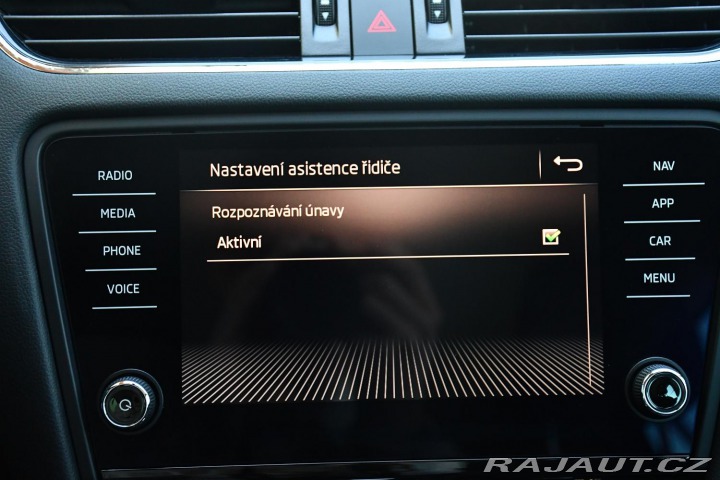 RADIO
MEDIA
PHONE
VOICE
Nastavení asistence řidiče
Rozpoznávání únavy
Aktivní
NAV
APP
CAR
MENU
RAJAUT.CZ